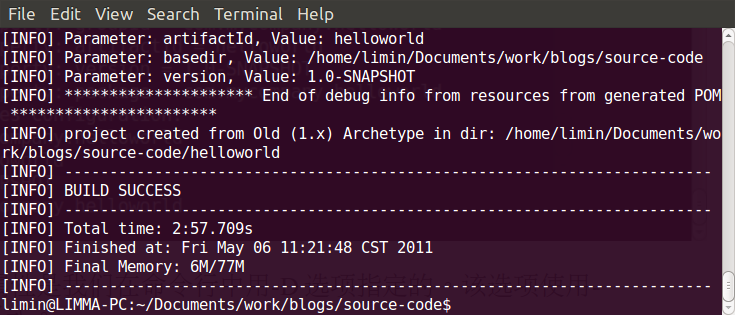 File Edit View Search Terminal Help
[INFO] Parameter: artifactId, Value: helloworld
[INFO] Parameter: basedir, Value: /home/limin/Documents/work/blogs/source-code
[INFO] Parameter: version, Value: 1.0-SNAPSHOT
[INFO] ********************* End of debug info from resources from generated POM
 ***********************
[INFO] project created from Old (1.x) Archetype in dir: /home/limin/Documents/wo
rk/blogs/source-code/helloworld
[INFO] ------------------------------------------------------------------------
[INFO] BUILD SUCCESS
[INFO] ------------------------------------------------------------------------
[INFO] Total time: 2:57.709s
[INFO] Finished at: Fri May 06 11:21:48 CST 2011
[INFO] Final Memory: 6M/77M
[INFO] ------------------------------------------------------------------------
limin@LIMMA-PC:~/Documents/work/blogs/source-code$